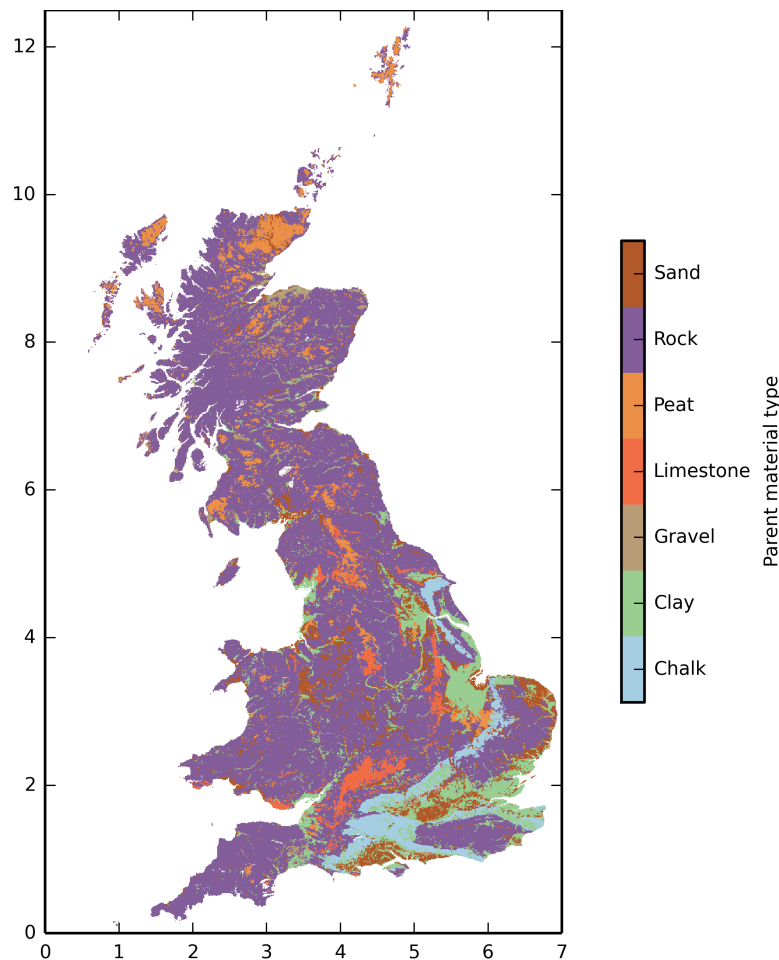 12
10
8
6
4
2
0
0 1 2 3 4 5 6 7
Sand
Rock
Peat
Limestone
Gravel
Clay
Chalk
Parent material type